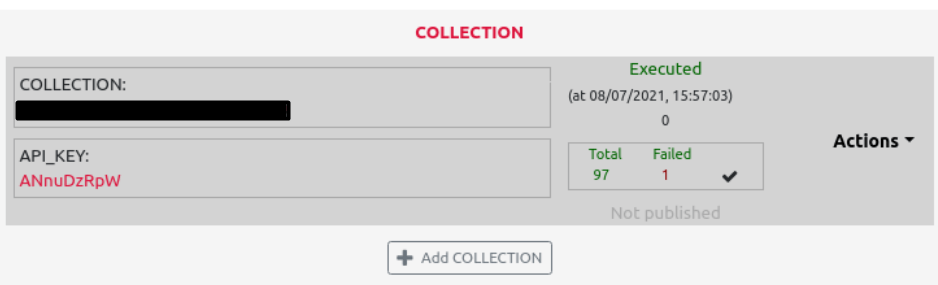 COLLECTION
COLLECTION:
API_KEY:
ANnuDzRpW
Executed
(at 08/07/2021, 15:57:03)
0
Total Failed
97 1
Not published
Actions
Add COLLECTION